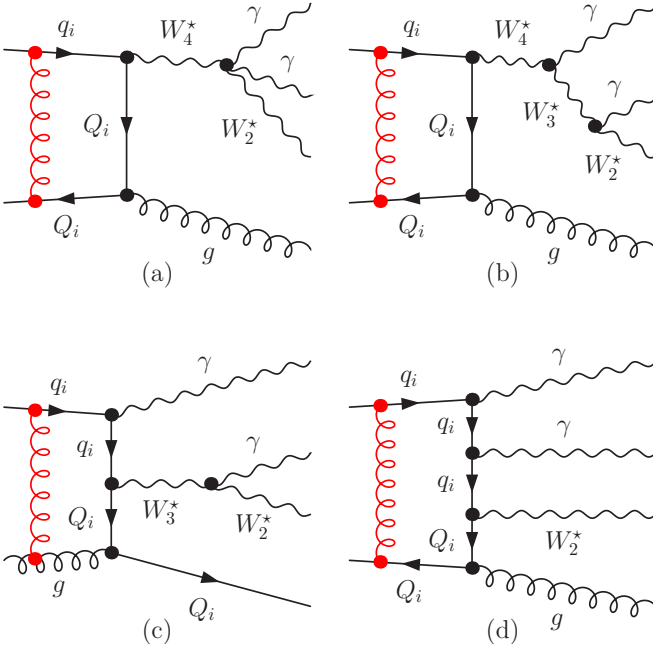 q_i W_4^⋆ γ γ Q_i W_2^⋆ Q_i g
(a)
q_i W_4^⋆ γ γ Q_i W_3^⋆ W_2^⋆ Q_i g
(b)
q_i γ q_i γ Q_i W_3^⋆ W_2^⋆ g Q_i
(c)
q_i γ q_i γ q_i Q_i W_2^⋆ Q_i g
(d)